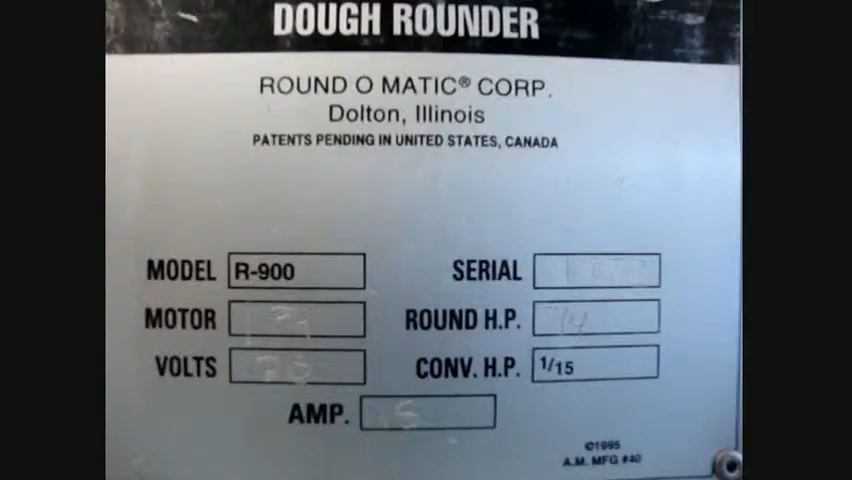 DOUGH ROUNDER
ROUND O MATIC® CORP.
Dolton, Illinois
PATENTS PENDING IN UNITED STATES, CANADA
MODEL R-900 SERIAL
MOTOR ROUND H.P.
VOLTS CONV. H.P. 1/15
AMP.
©1995
A.M. MFG #40